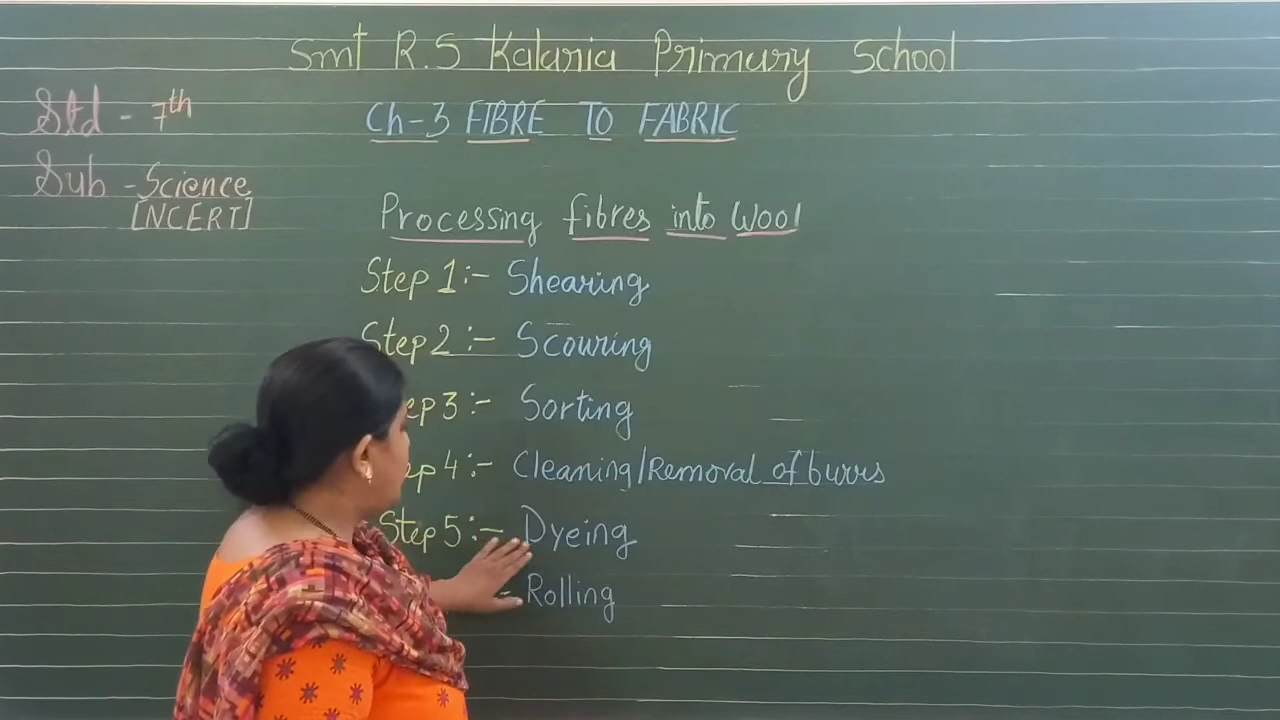 Smt R.S Kalaria Primary School
Std - 7th
Ch-3 FIBRE TO FABRIC
Sub - Science
[NCERT]
Processing fibres into Wool
Step 1:- Shearing
Step 2:- Scouring
ep 3:- Sorting
ep 4:- Cleaning/Removal of burrs
Step 5:- Dyeing
- Rolling